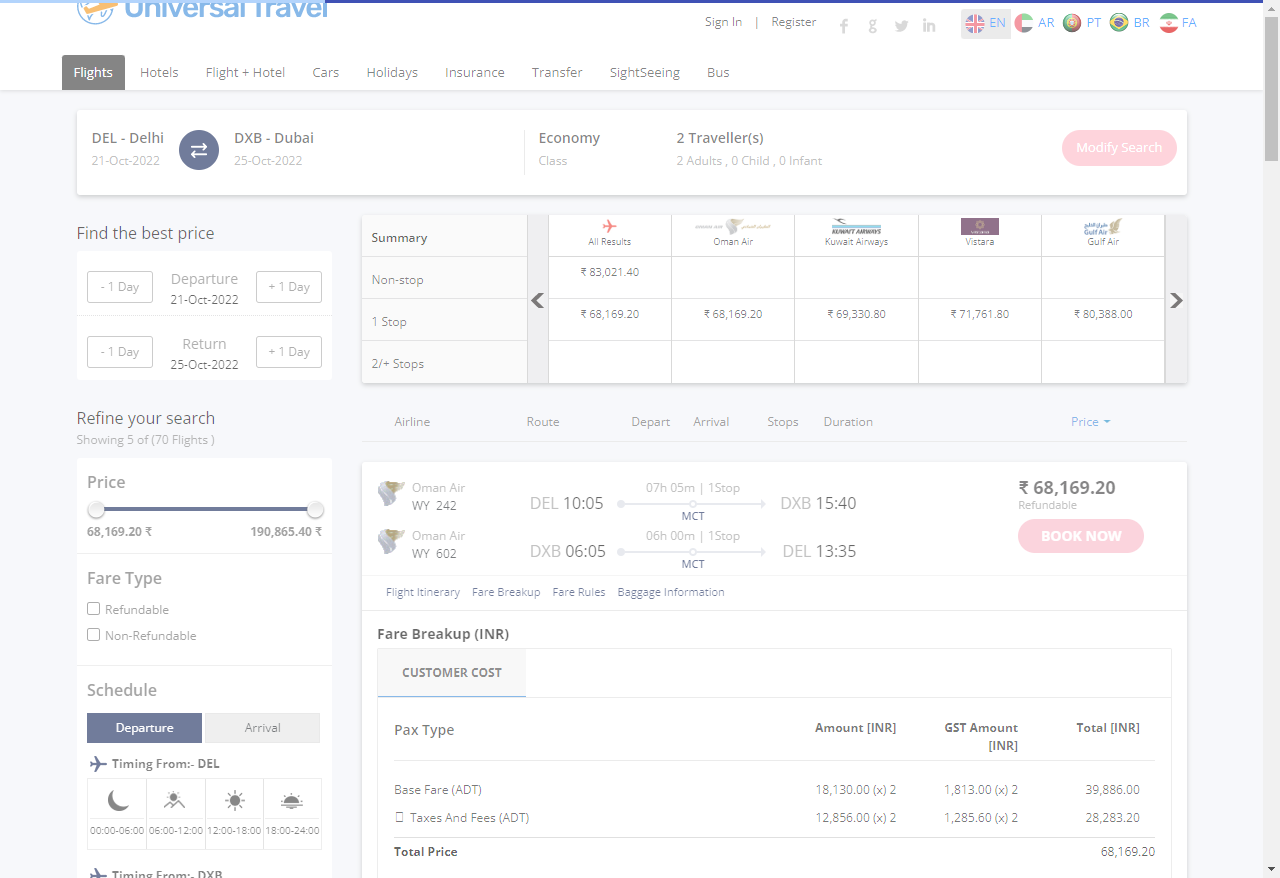 Universal Travel
Sign In | Register
EN AR PT BR FA
Flights Hotels Flight + Hotel Cars Holidays Insurance Transfer SightSeeing Bus
DEL - Delhi DXB - Dubai Economy 2 Traveller(s)
21-Oct-2022 25-Oct-2022 Class 2 Adults , 0 Child , 0 Infant
Modify Search
Find the best price
- 1 Day Departure + 1 Day
21-Oct-2022
- 1 Day Return + 1 Day
25-Oct-2022
Summary All Results Oman Air Kuwait Airways Vistara Gulf Air
Non-stop ₹ 83,021.40
1 Stop ₹ 68,169.20 ₹ 68,169.20 ₹ 69,330.80 ₹ 71,761.80 ₹ 80,388.00
2/+ Stops
Refine your search
Showing 5 of (70 Flights )
Price
68,169.20 ₹ 190,865.40 ₹
Fare Type
Refundable
Non-Refundable
Schedule
Departure Arrival
Timing From:- DEL
00:00-06:00 06:00-12:00 12:00-18:00 18:00-24:00
Timing From:- DXB
Airline Route Depart Arrival Stops Duration Price
Oman Air
WY 242
DEL 10:05 07h 05m | 1Stop DXB 15:40
MCT
Oman Air
WY 602
DXB 06:05 06h 00m | 1Stop DEL 13:35
MCT
₹ 68,169.20
Refundable
BOOK NOW
Flight Itinerary Fare Breakup Fare Rules Baggage Information
Fare Breakup (INR)
CUSTOMER COST
Pax Type Amount [INR] GST Amount [INR] Total [INR]
Base Fare (ADT) 18,130.00 (x) 2 1,813.00 (x) 2 39,886.00
Taxes And Fees (ADT) 12,856.00 (x) 2 1,285.60 (x) 2 28,283.20
Total Price 68,169.20